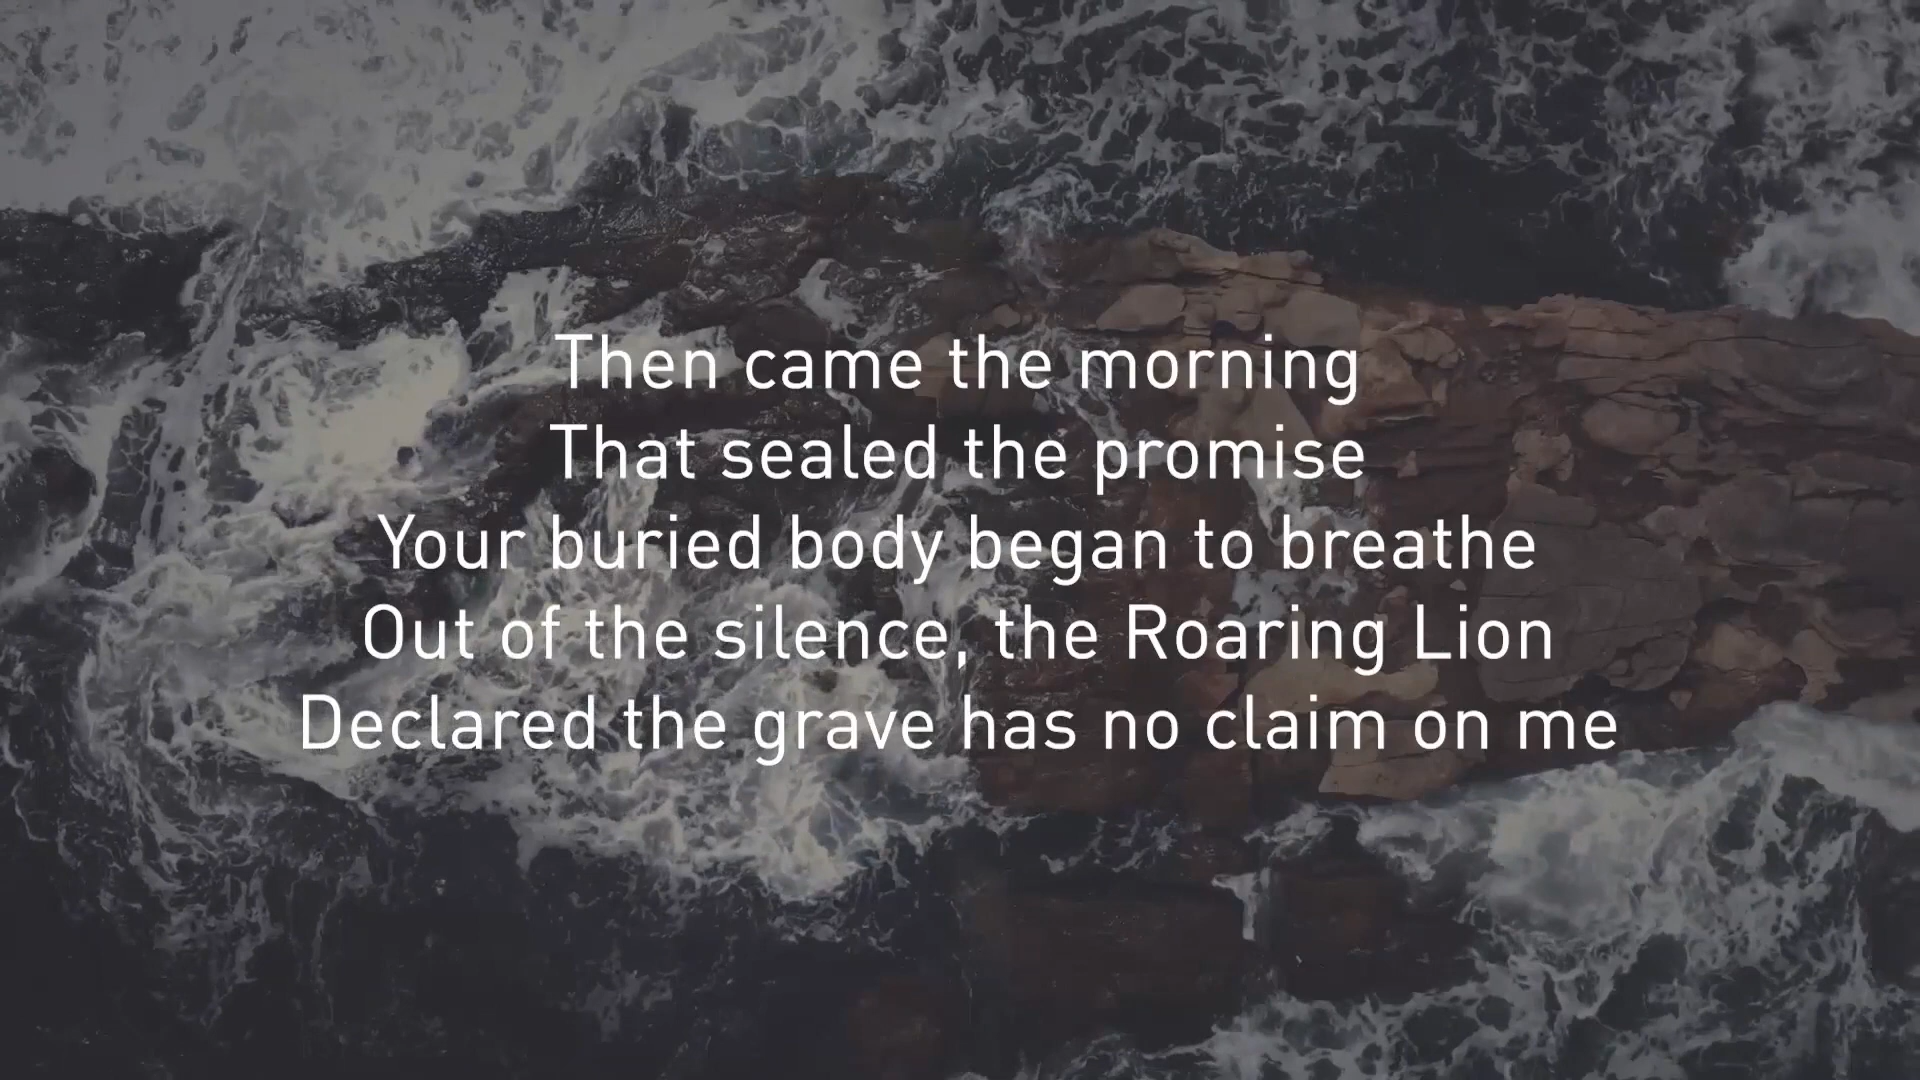 Then came the morning
That sealed the promise
Your buried body began to breathe
Out of the silence, the Roaring Lion
Declared the grave has no claim on me